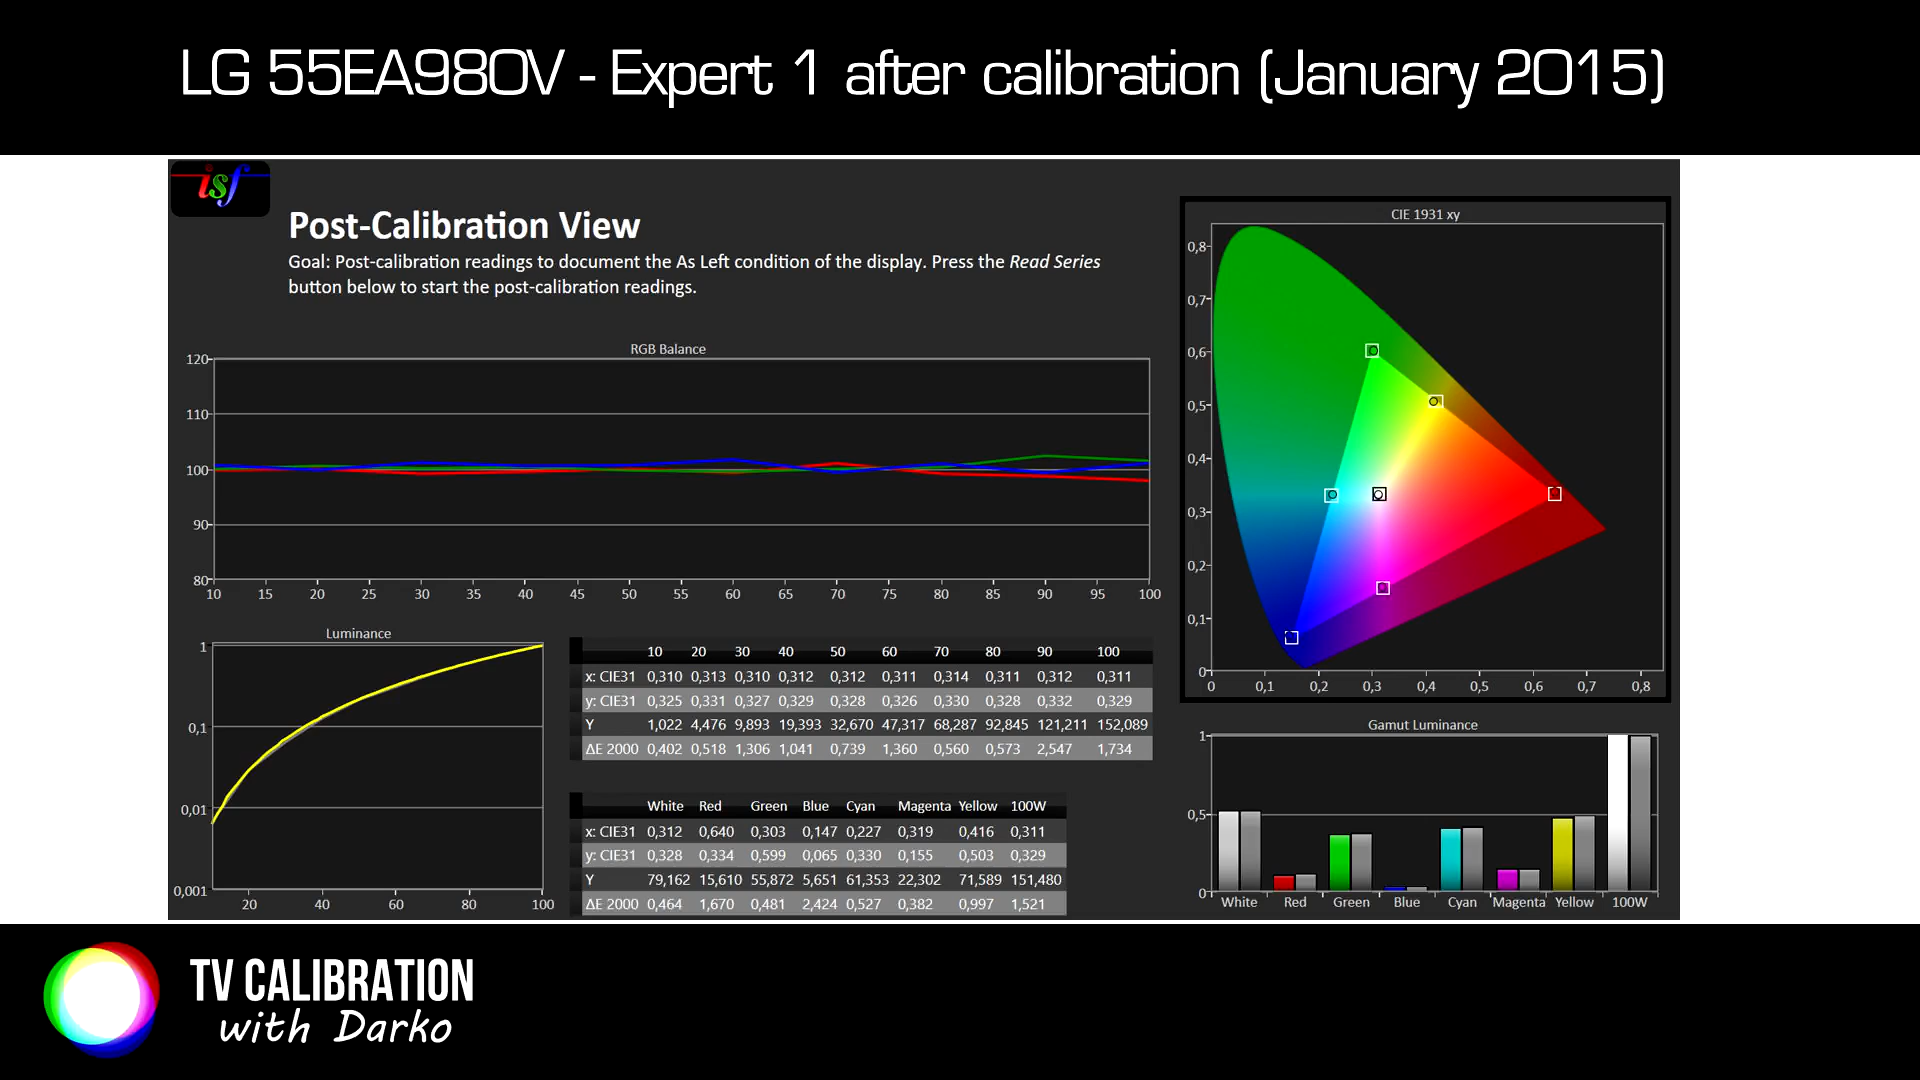 LG 55EA980V - Expert 1 after calibration (January 2015)
isf
Post-Calibration View
Goal: Post-calibration readings to document the As Left condition of the display. Press the Read Series
button below to start the post-calibration readings.
RGB Balance
120
110
100
90
80
10 15 20 25 30 35 40 45 50 55 60 65 70 75 80 85 90 95 100
Luminance
1
0,1
0,01
0,001
20 40 60 80 100
10 20 30 40 50 60 70 80 90 100
x: CIE31 0,310 0,313 0,310 0,312 0,312 0,311 0,314 0,311 0,312 0,311
y: CIE31 0,325 0,331 0,327 0,329 0,328 0,326 0,330 0,328 0,332 0,329
Y 1,022 4,476 9,893 19,393 32,670 47,317 68,287 92,845 121,211 152,089
ΔE 2000 0,402 0,518 1,306 1,041 0,739 1,360 0,560 0,573 2,547 1,734
White Red Green Blue Cyan Magenta Yellow 100W
x: CIE31 0,312 0,640 0,303 0,147 0,227 0,319 0,416 0,311
y: CIE31 0,328 0,334 0,599 0,065 0,330 0,155 0,503 0,329
Y 79,162 15,610 55,872 5,651 61,353 22,302 71,589 151,480
ΔE 2000 0,464 1,670 0,481 2,424 0,527 0,382 0,997 1,521
CIE 1931 xy
0,8
0,7
0,6
0,5
0,4
0,3
0,2
0,1
0
0 0,1 0,2 0,3 0,4 0,5 0,6 0,7 0,8
Gamut Luminance
1
0,5
0
White Red Green Blue Cyan Magenta Yellow 100W
TV CALIBRATION
with Darko